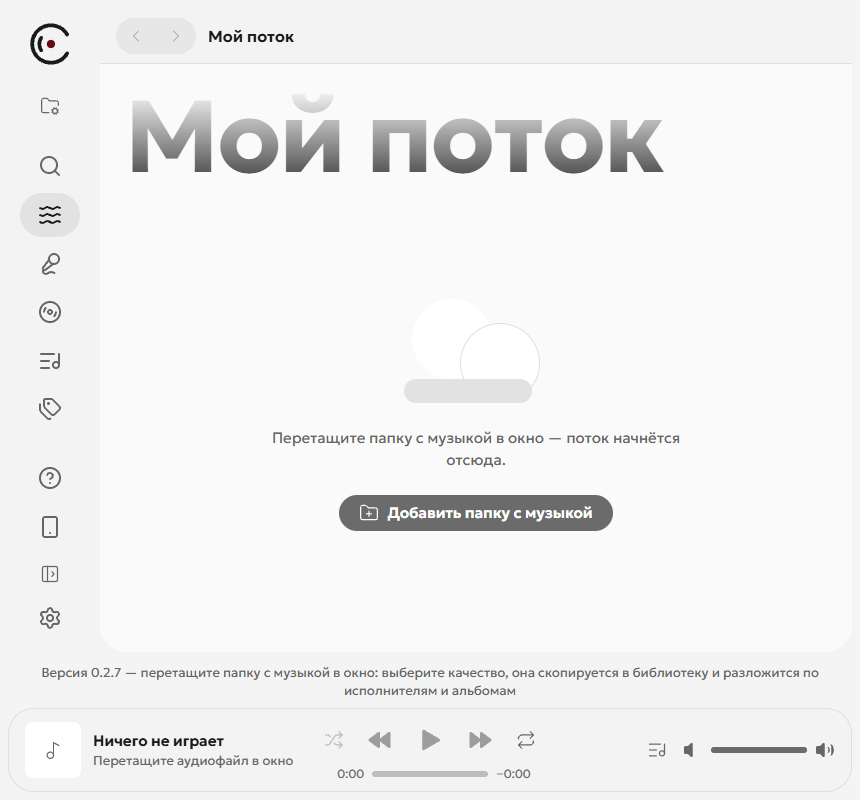 Мой поток
Мой поток
Перетащите папку с музыкой в окно — поток начнётся
отсюда.
Добавить папку с музыкой
Версия 0.2.7 — перетащите папку с музыкой в окно: выберите качество, она скопируется в библиотеку и разложится по
исполнителям и альбомам
Ничего не играет
Перетащите аудиофайл в окно
0:00
−0:00